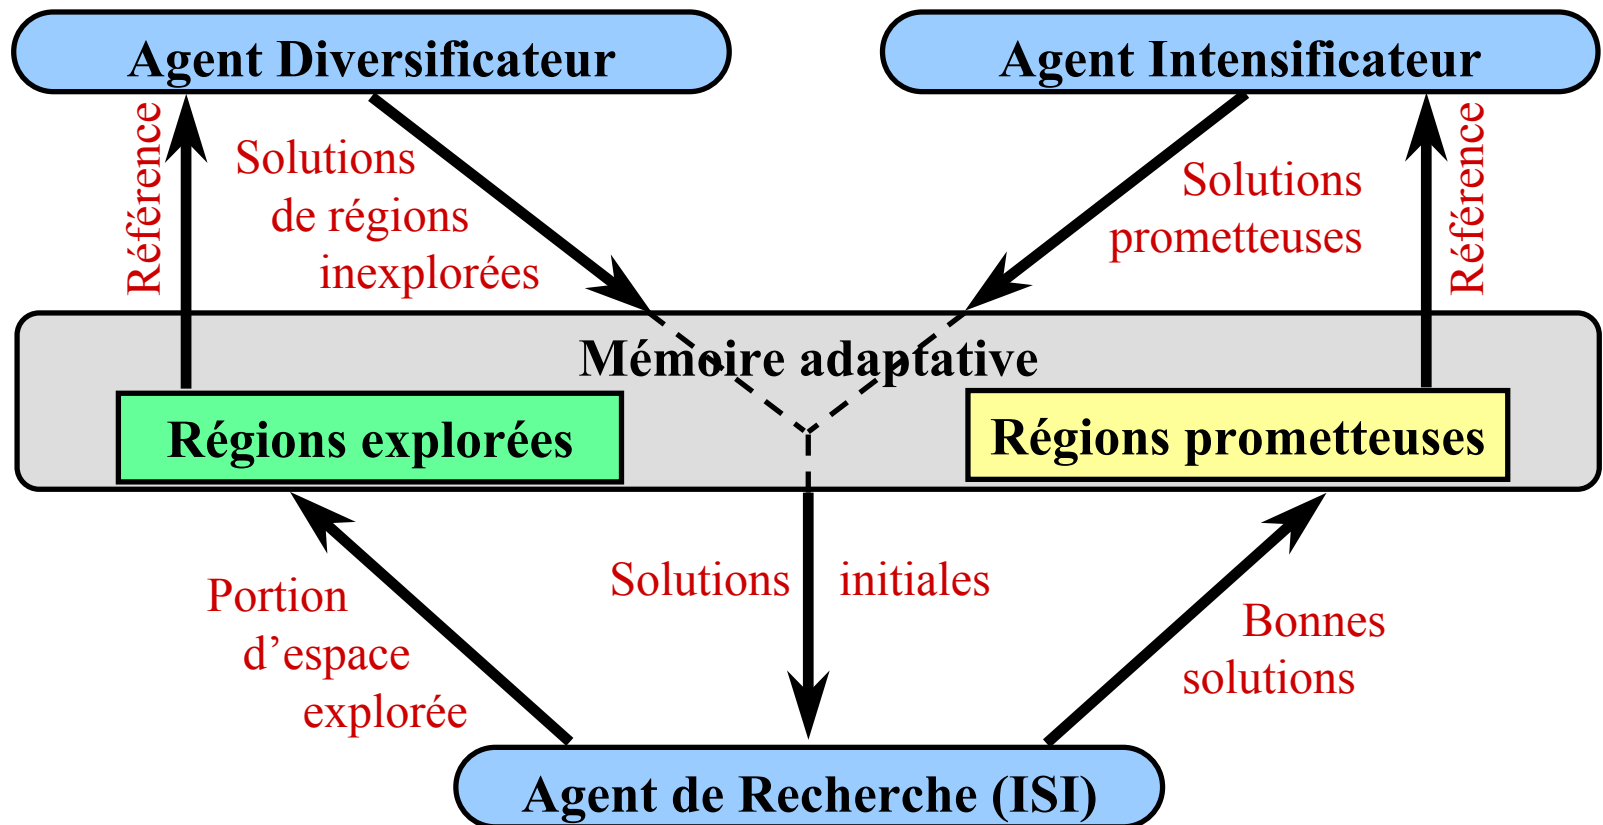 Agent Diversificateur
Agent Intensificateur
Référence
Solutions
de régions
inexplorées
Solutions
prometteuses
Référence
Mémoire adaptative
Régions explorées
Régions prometteuses
Portion
d’espace
explorée
Solutions initiales
Bonnes
solutions
Agent de Recherche (ISI)